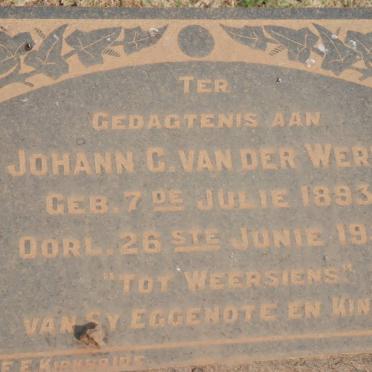 TER
GEDAGTENIS AAN
JOHANN C. VAN DER WER
GEB. 7 DE JULIE 1893
OORL. 26 STE JUNIE 19
"TOT WEERSIENS"
VAN SY EGGENOTE EN KIN